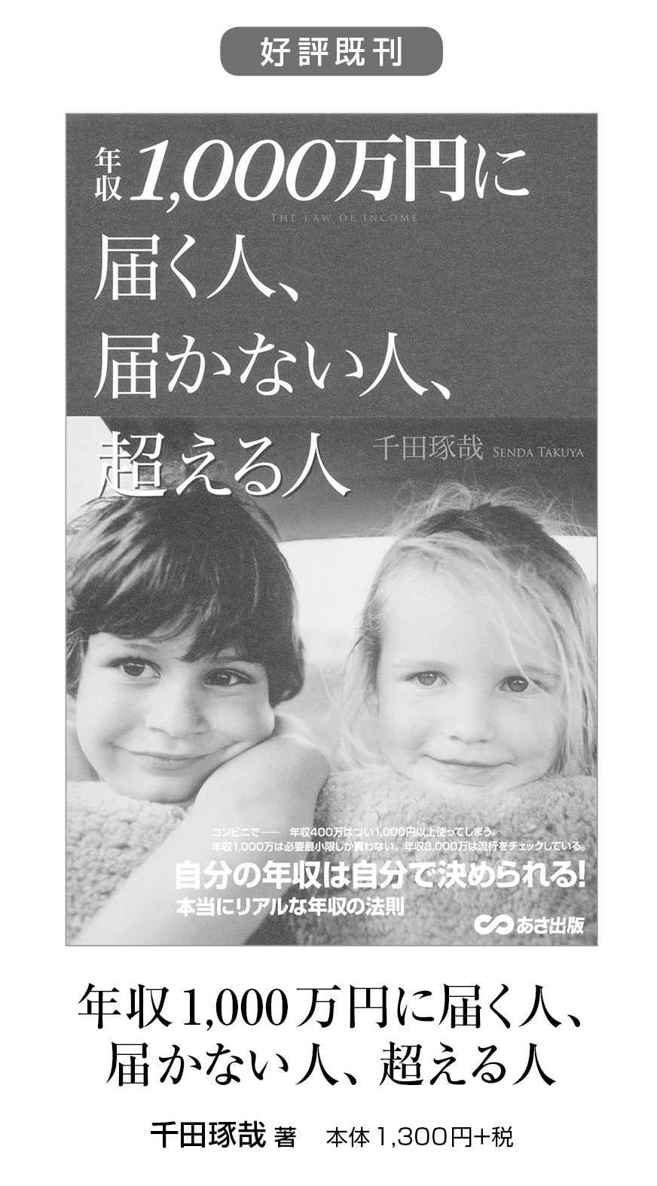 好評既刊
年収1,000万円に
THE LAW OF INCOME
届く人、
届かない人、
超える人
千田琢哉 SENDA TAKUYA
コンビニで── 年収400万はつい1,000円以上使ってしまう。
年収1,000万は必要最小限しか買わない。年収3,000万は流行をチェックしている。
自分の年収は自分で決められる!
本当にリアルな年収の法則
あさ出版
年収1,000万円に届く人、
届かない人、超える人
千田琢哉 著 本体1,300円+税